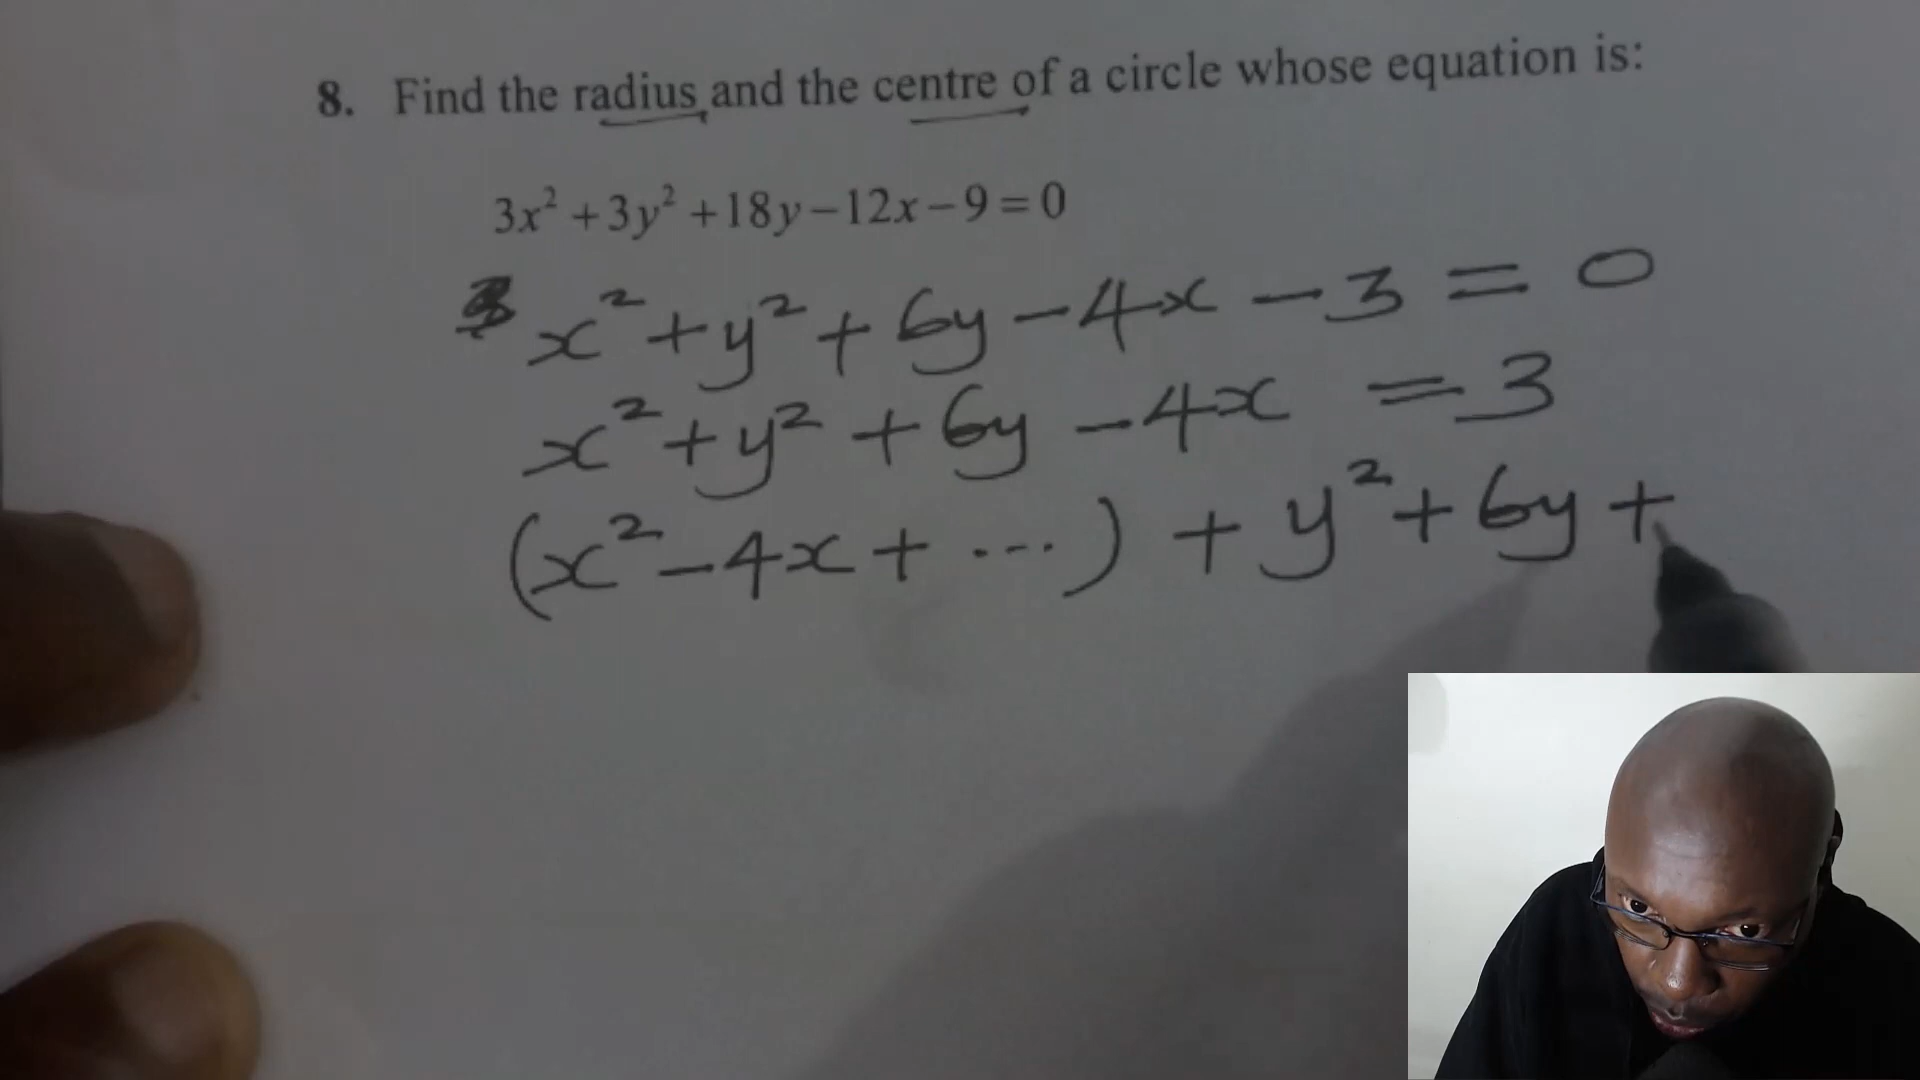 8. Find the radius and the centre of a circle whose equation is:
3x² + 3y² + 18y − 12x − 9 = 0
x² + y² + 6y − 4x − 3 = 0
x² + y² + 6y − 4x = 3
(x² − 4x + ...) + y² + 6y +